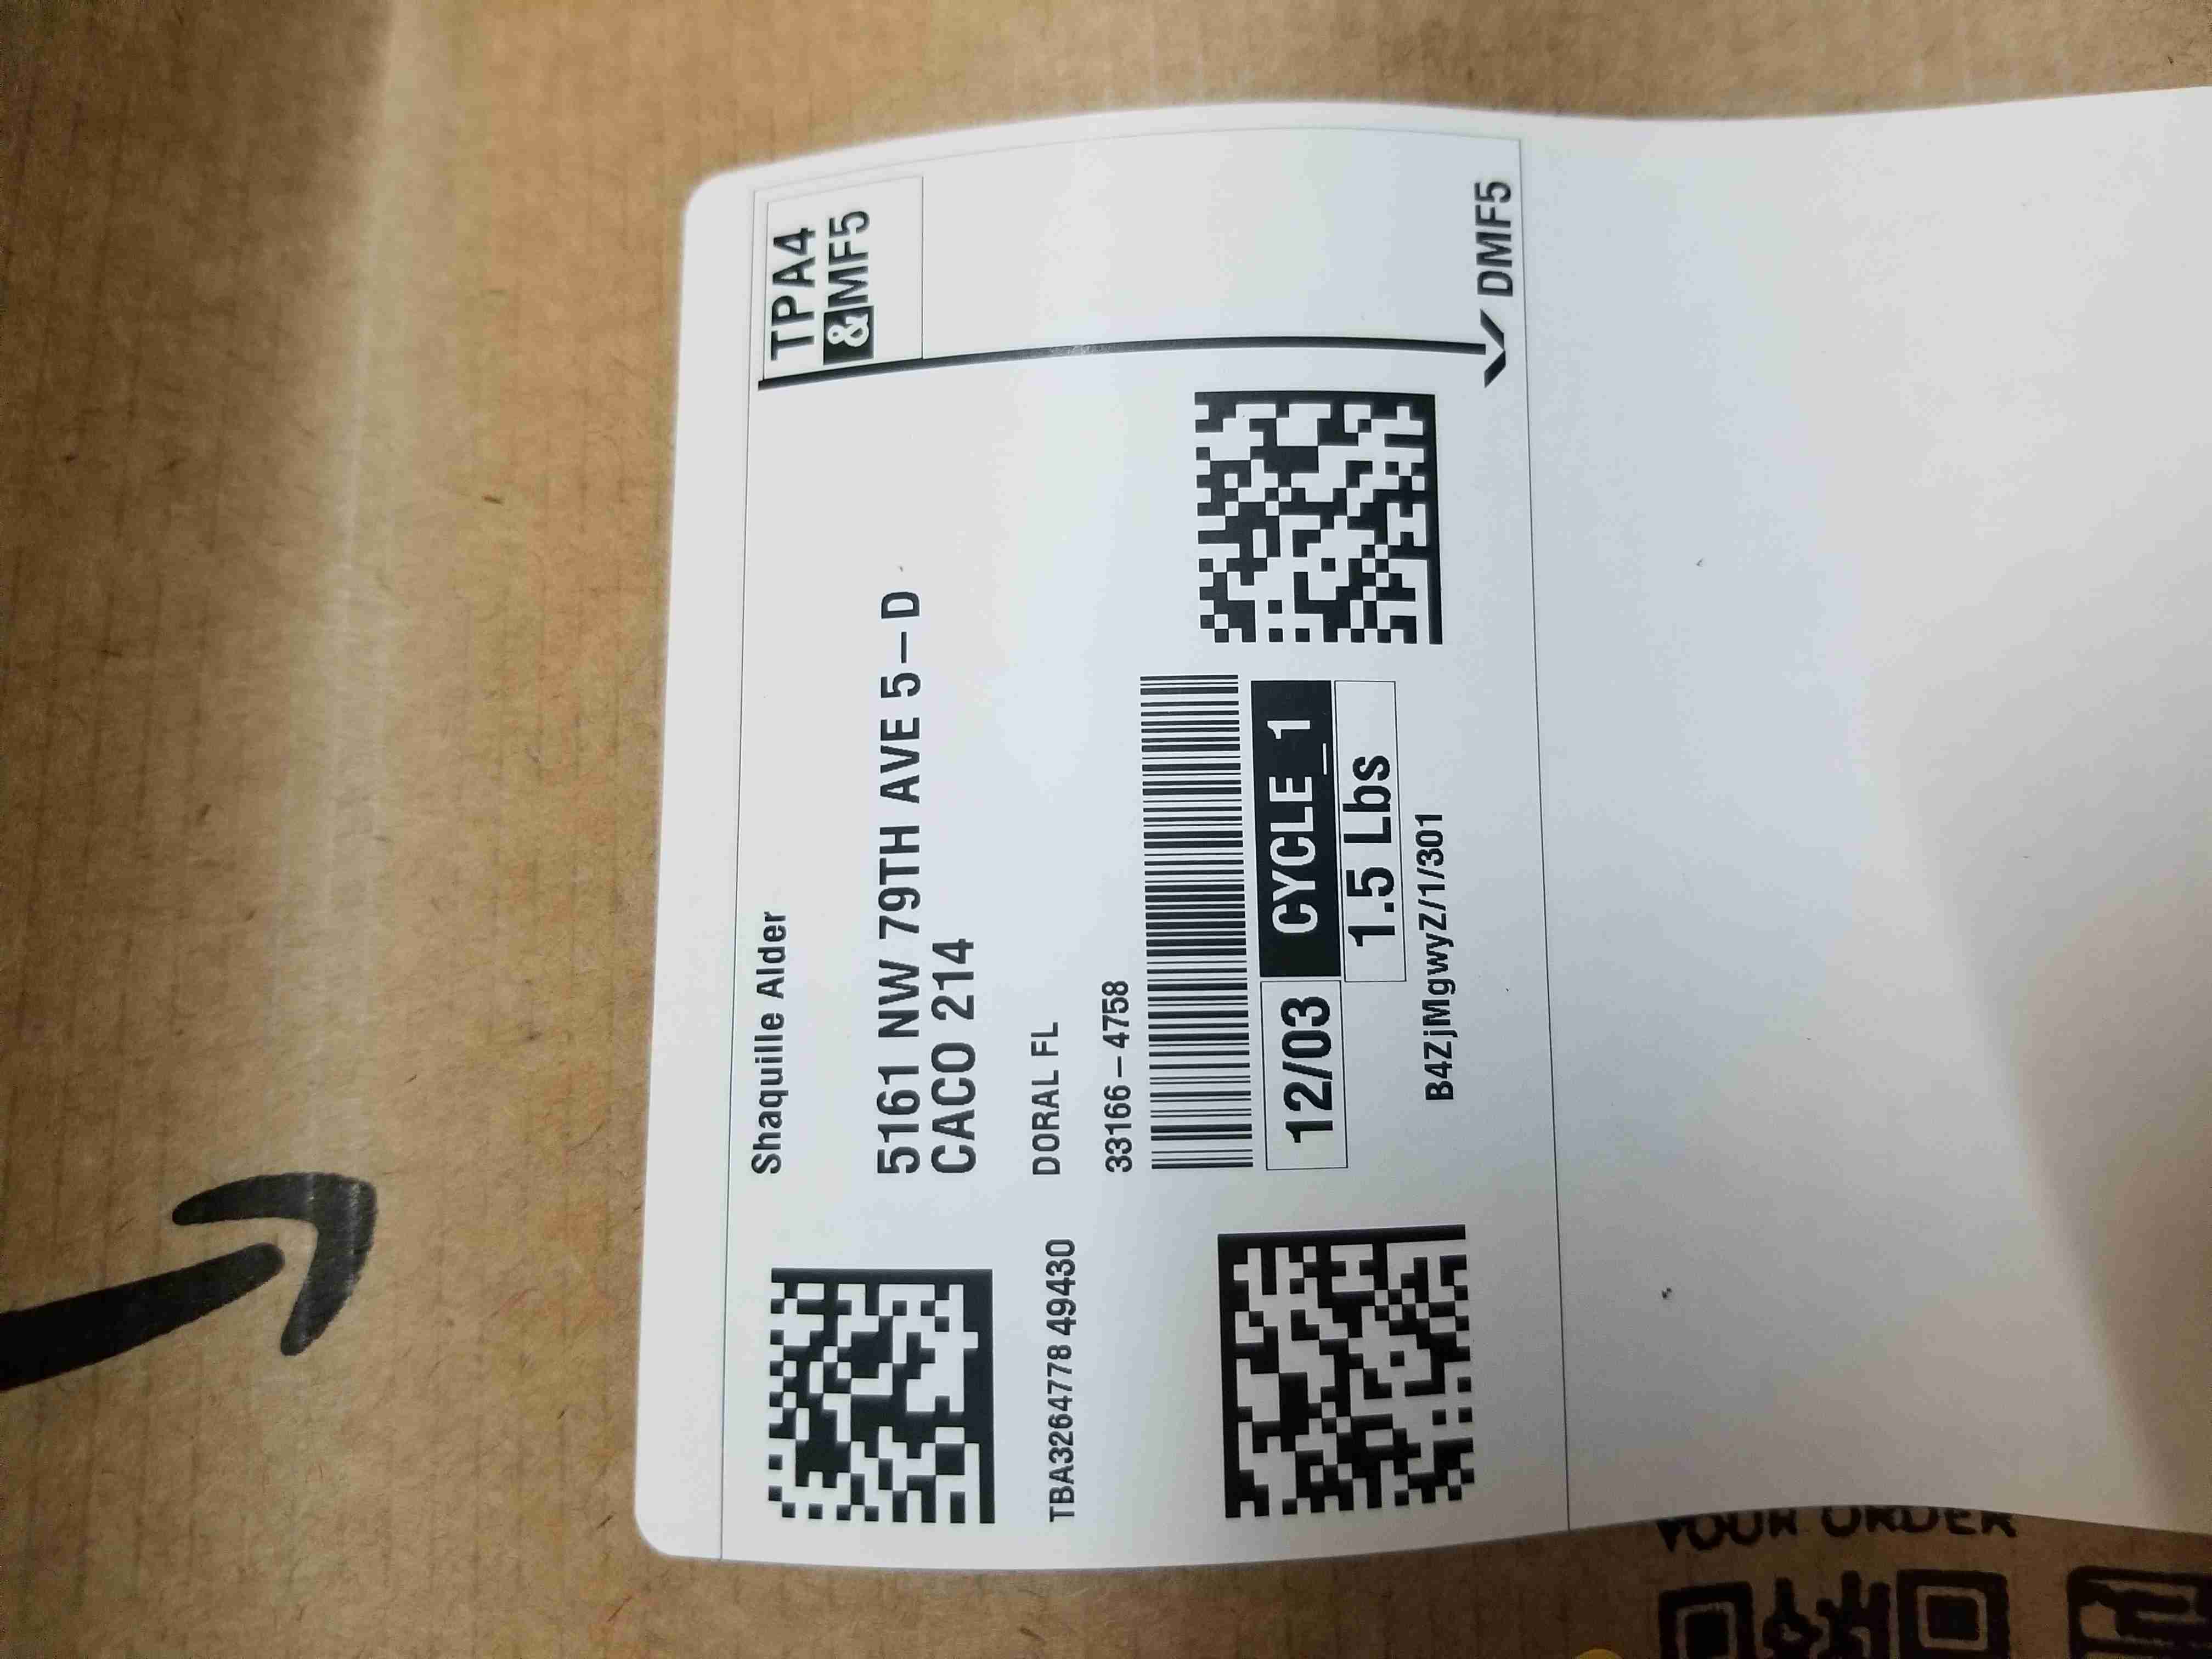 TPA4
&MF5
Shaquille Alder
5161 NW 79TH AVE 5-D
CACO 214
DORAL FL
33166-4758
TBA3264778 49430
12/03
CYCLE_1
1.5 Lbs
B4ZjMgwyZ/1/301
DMF5
YOUR ORDER